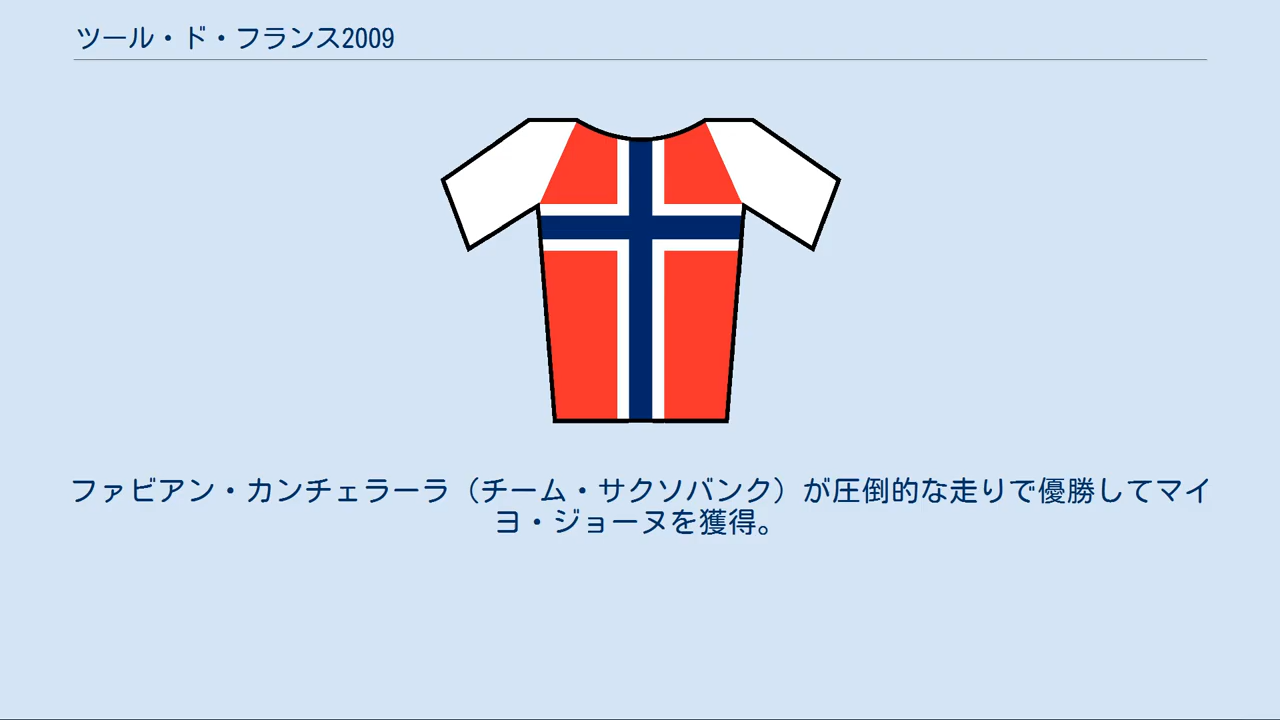 ツール・ド・フランス2009
ファビアン・カンチェラーラ（チーム・サクソバンク）が圧倒的な走りで優勝してマイ
ヨ・ジョーヌを獲得。